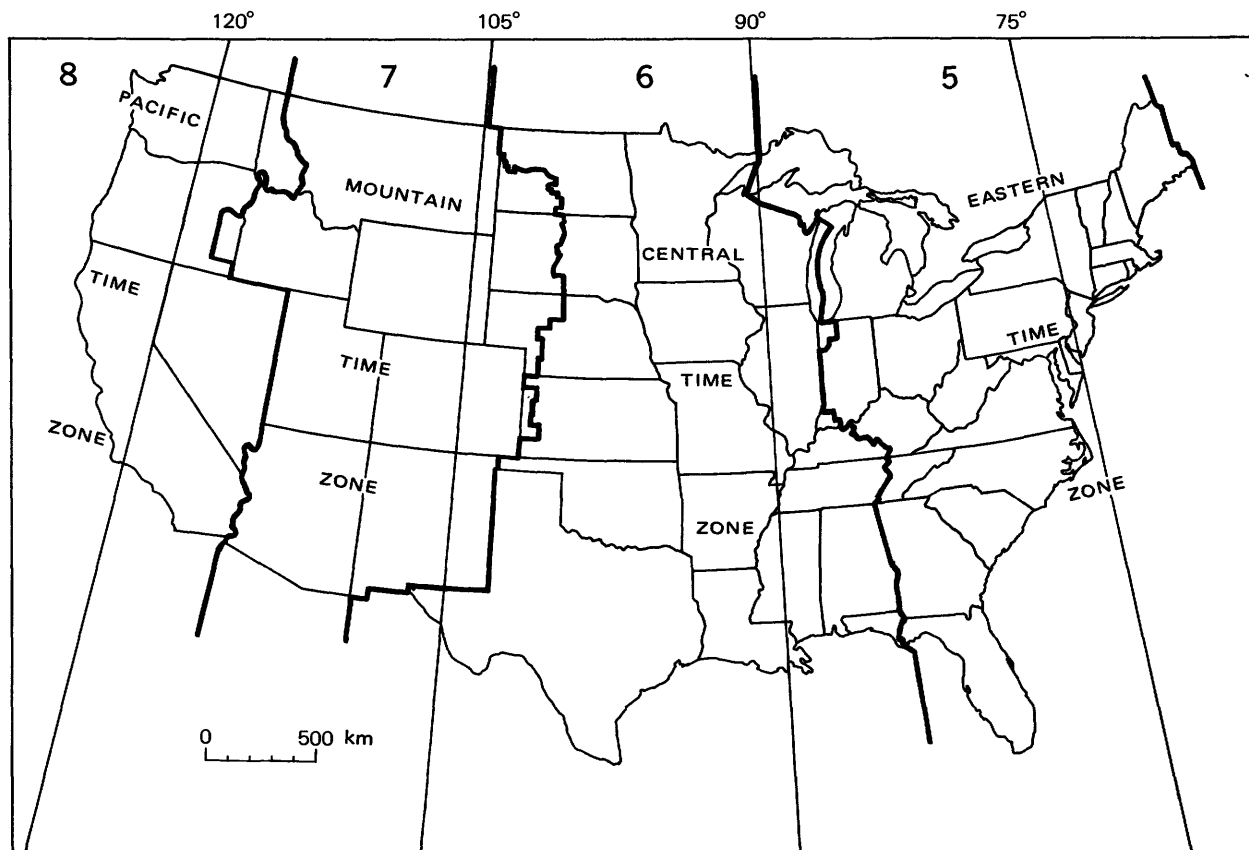 120° 105° 90° 75°
8 7 6 5
PACIFIC
TIME
ZONE
MOUNTAIN
TIME
ZONE
CENTRAL
TIME
ZONE
EASTERN
TIME
ZONE
0 500 km